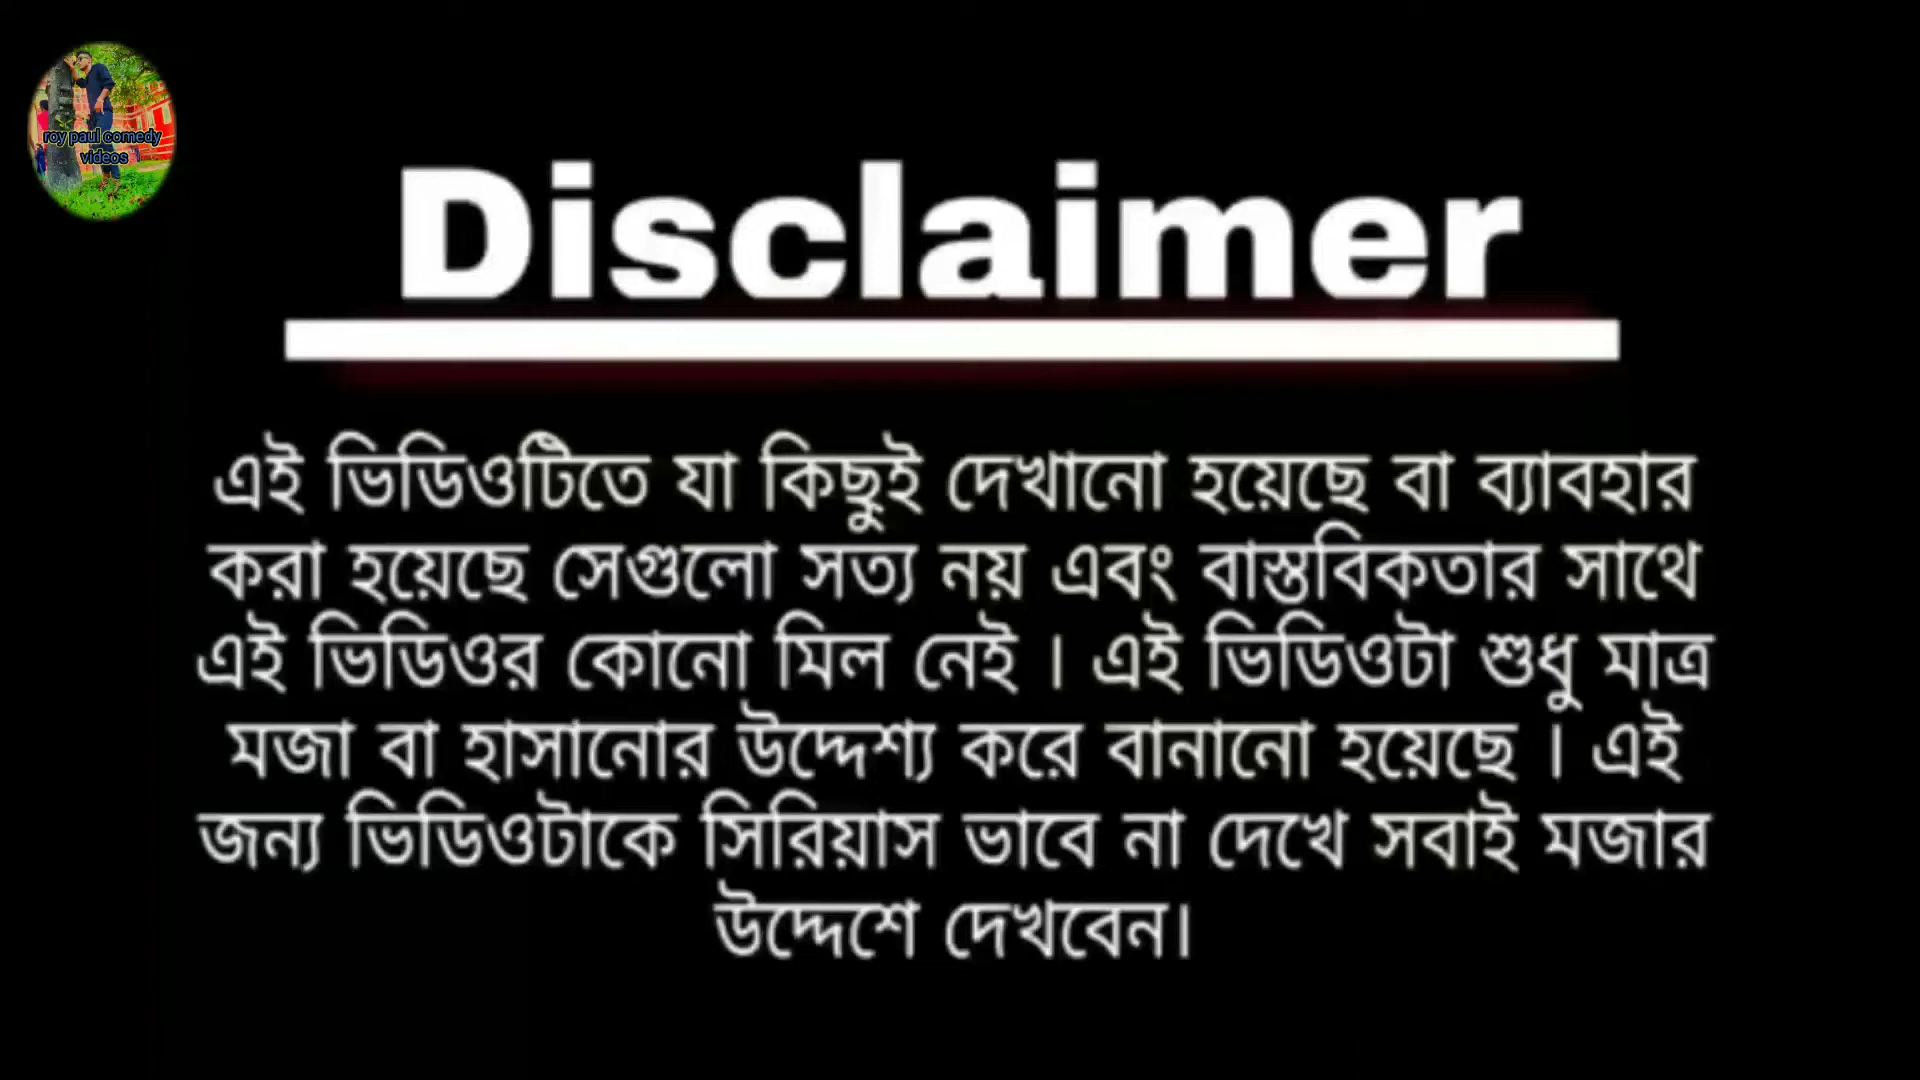 roy paul comedy
videos
Disclaimer
এই ভিডিওটিতে যা কিছুই দেখানো হয়েছে বা ব্যাবহার
করা হয়েছে সেগুলো সত্য নয় এবং বাস্তবিকতার সাথে
এই ভিডিওর কোনো মিল নেই । এই ভিডিওটা শুধু মাত্র
মজা বা হাসানোর উদ্দেশ্য করে বানানো হয়েছে । এই
জন্য ভিডিওটাকে সিরিয়াস ভাবে না দেখে সবাই মজার
উদ্দেশে দেখবেন।